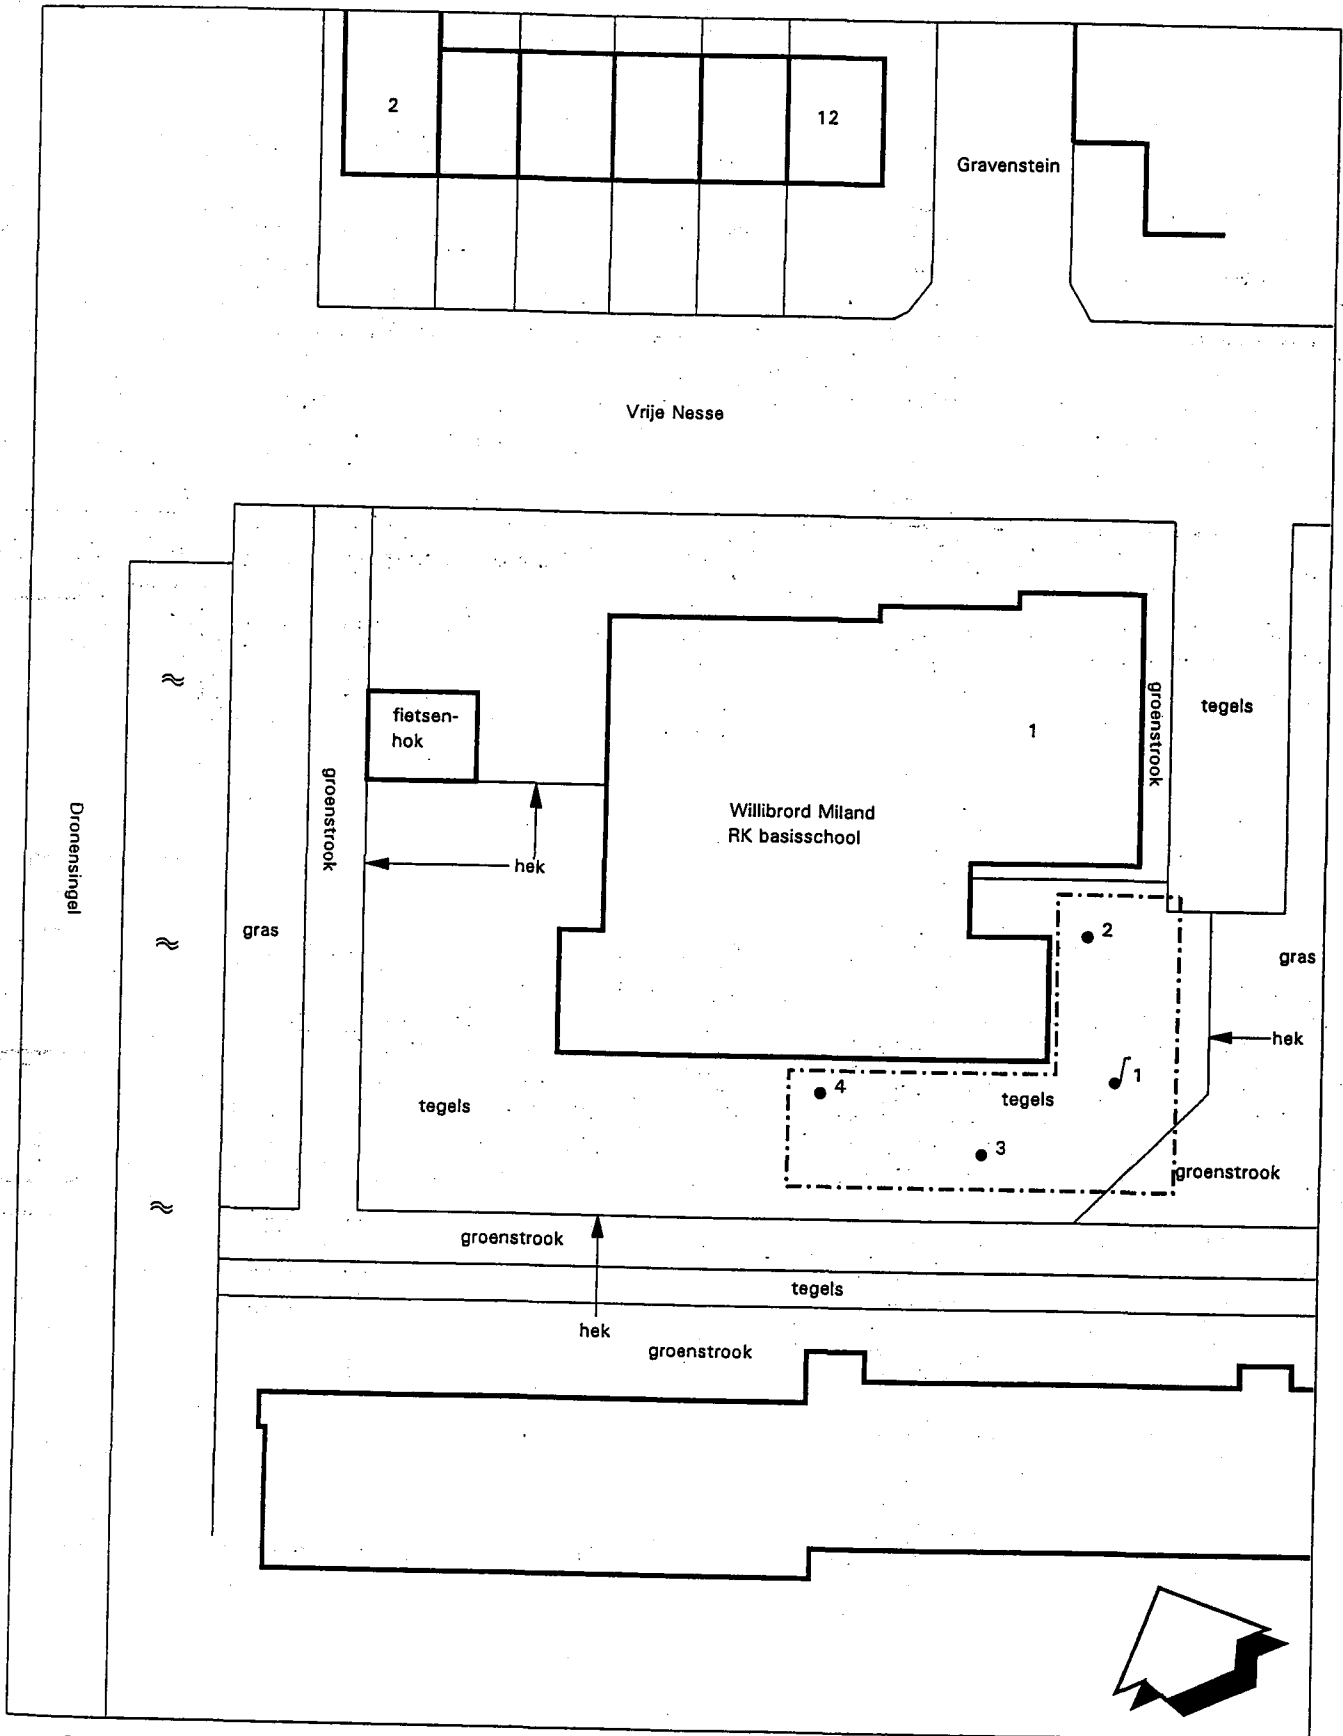 2
12
Gravenstein
Vrije Nesse
fietsen-
hok
groenstrook
tegels
1
groenstrook
Dronensingel
Willibrord Miland
RK basisschool
hek
gras
2
gras
hek
4
tegels
1
tegels
3
groenstrook
groenstrook
tegels
hek
groenstrook